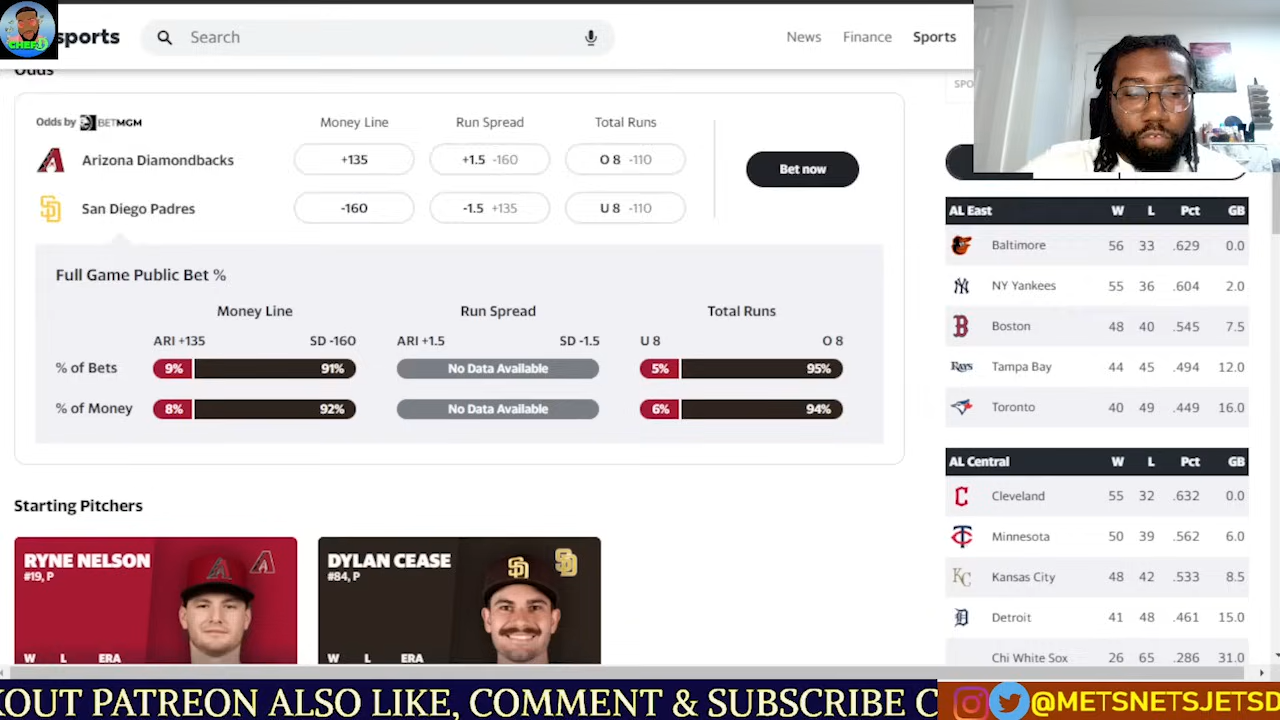 CHEF
sports
Search
News Finance Sports
Odds
SPO
Odds by BETMGM Money Line Run Spread Total Runs
Arizona Diamondbacks +135 +1.5 -160 O 8 -110
Bet now
San Diego Padres -160 -1.5 +135 U 8 -110
Full Game Public Bet %
Money Line Run Spread Total Runs
ARI +135 SD -160 ARI +1.5 SD -1.5 U 8 O 8
% of Bets 9% 91% No Data Available 5% 95%
% of Money 8% 92% No Data Available 6% 94%
Starting Pitchers
RYNE NELSON
#19, P
W L ERA
DYLAN CEASE
#84, P
W L ERA
AL East W L Pct GB
Baltimore 56 33 .629 0.0
NY Yankees 55 36 .604 2.0
Boston 48 40 .545 7.5
Rays Tampa Bay 44 45 .494 12.0
Toronto 40 49 .449 16.0
AL Central W L Pct GB
Cleveland 55 32 .632 0.0
Minnesota 50 39 .562 6.0
KC Kansas City 48 42 .533 8.5
Detroit 41 48 .461 15.0
Chi White Sox 26 65 .286 31.0
KOUT PATREON ALSO LIKE, COMMENT & SUBSCRIBE C
@METSNETSJETSD